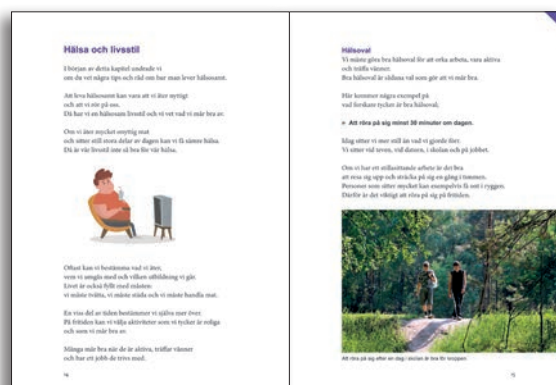 Hälsa och livsstil
I början av detta kapitel undrade vi
om du vet några tips och råd om hur man lever hälsosamt.
Att leva hälsosamt kan vara att vi äter nyttigt
och att vi rör på oss.
Då har vi en hälsosam livsstil och vi vet vad vi mår bra av.
Om vi äter mycket onyttig mat
och sitter still stora delar av dagen kan vi få sämre hälsa.
Då är vår livsstil inte så bra för vår hälsa.
Oftast kan vi bestämma vad vi äter,
vem vi umgås med och vilken utbildning vi går.
Livet är också fyllt med måsten:
vi måste tvätta, vi måste städa och vi måste handla mat.
En viss del av tiden bestämmer vi själva mer över.
På fritiden kan vi välja aktiviteter som vi tycker är roliga
och som vi mår bra av.
Många mår bra när de är aktiva, träffar vänner
och har ett jobb de trivs med.
14
Hälsoval
Vi måste göra bra hälsoval för att orka arbeta, vara aktiva
och träffa vänner.
Bra hälsoval är sådana val som gör att vi mår bra.
Här kommer några exempel på
vad forskare tycker är bra hälsoval:
Att röra på sig minst 30 minuter om dagen.
Idag sitter vi mer still än vad vi gjorde förr.
Vi sitter vid teven, vid datorn, i skolan och på jobbet.
Om vi har ett stillasittande arbete är det bra
att resa sig upp och sträcka på sig en gång i timmen.
Personer som sitter mycket kan exempelvis få ont i ryggen.
Därför är det viktigt att röra på sig på fritiden.
Att röra på sig efter en dag i skolan är bra för kroppen.
15